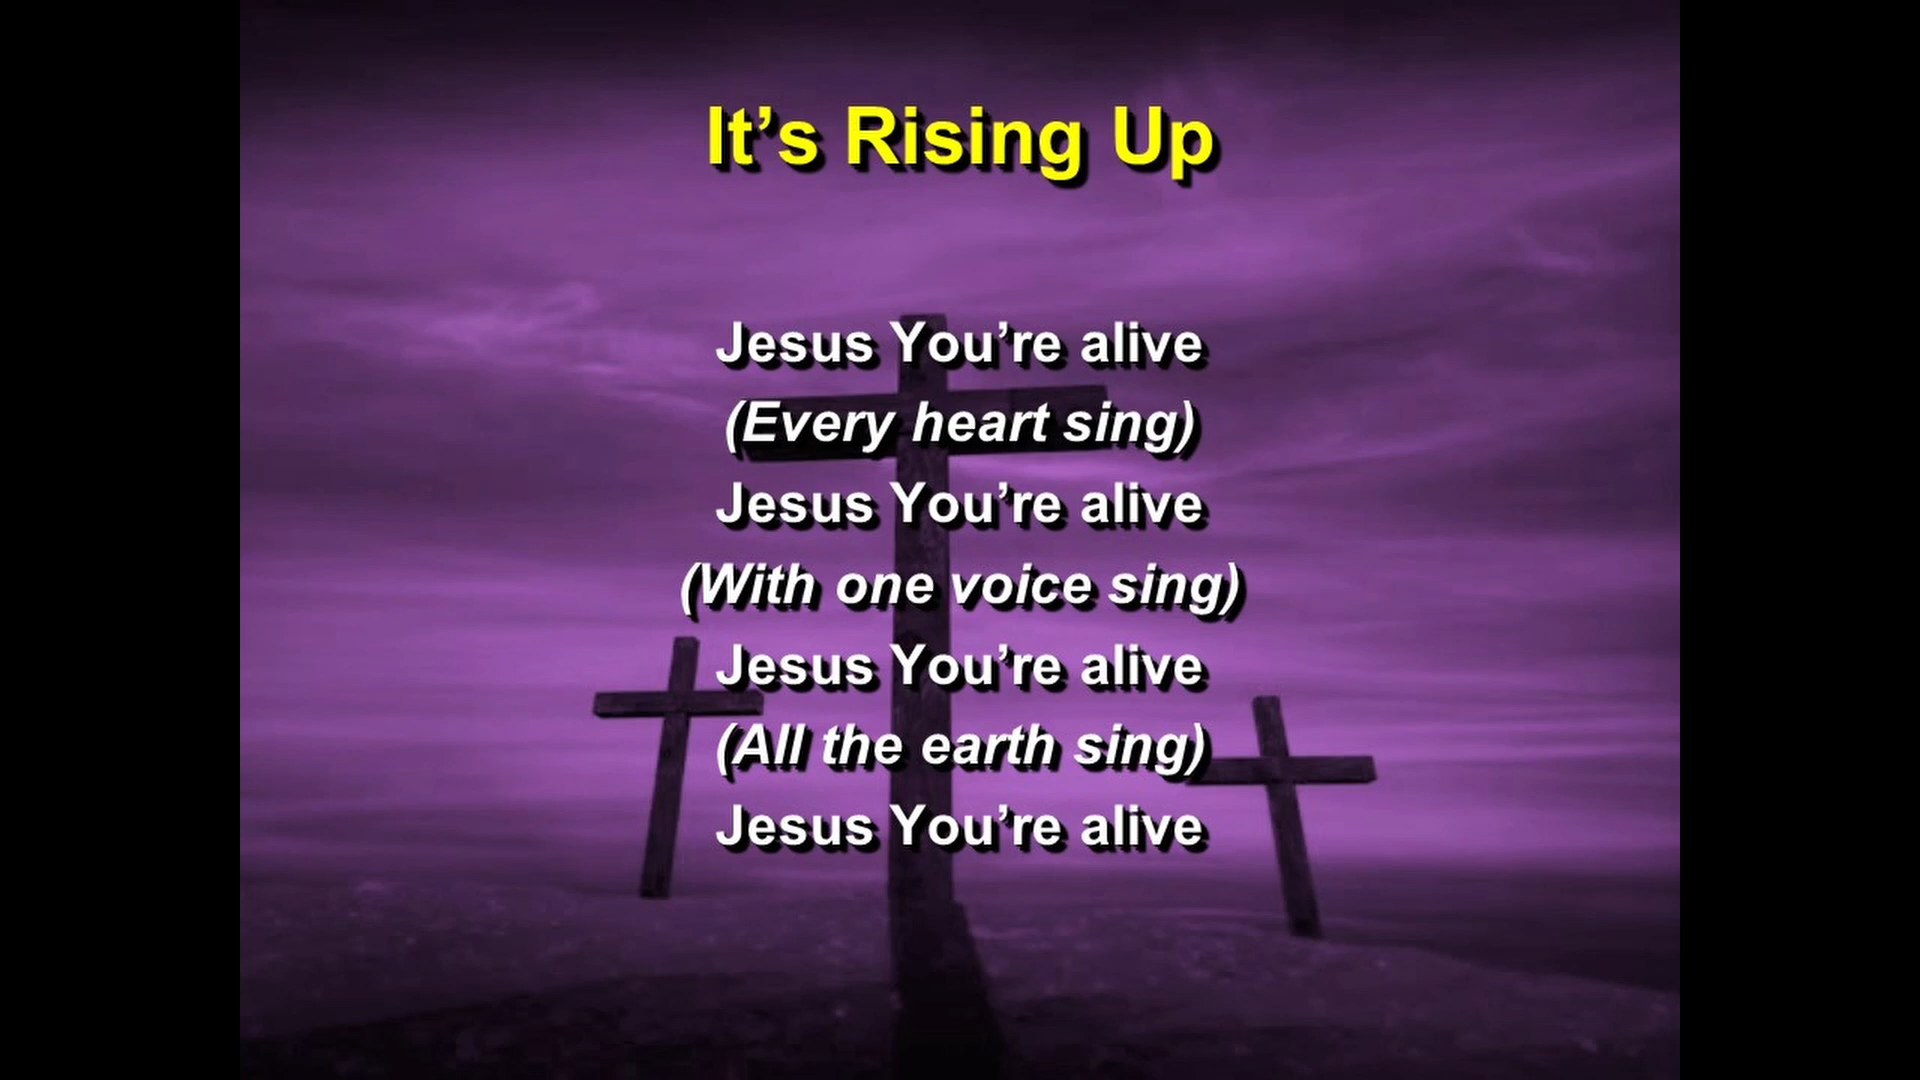 It’s Rising Up
Jesus You’re alive
(Every heart sing)
Jesus You’re alive
(With one voice sing)
Jesus You’re alive
(All the earth sing)
Jesus You’re alive